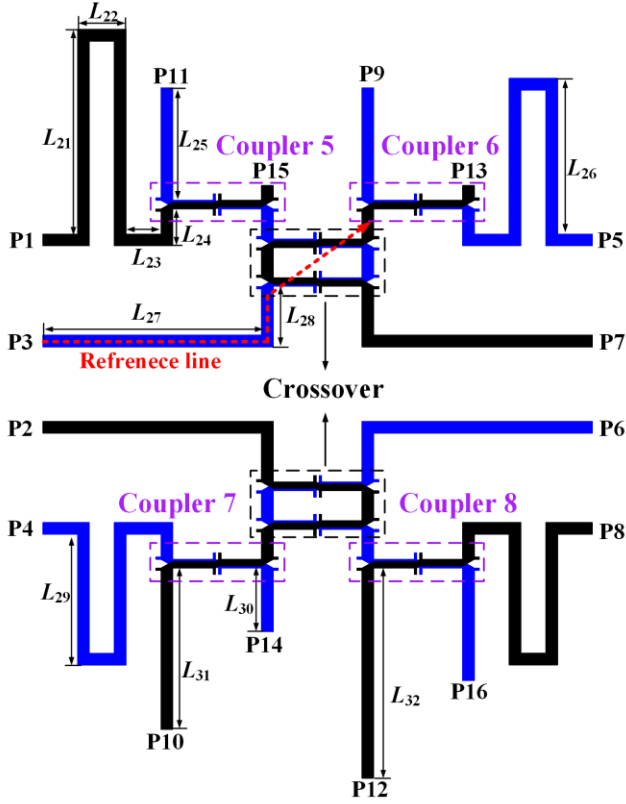 L22
P11
P9
L21
L25
Coupler 5
Coupler 6
L26
P15
P13
P1
L24
P5
L23
L27
L28
P3
P7
Refrenece line
Crossover
P2
P6
Coupler 7
Coupler 8
P4
P8
L29
L30
P14
L31
L32
P16
P10
P12